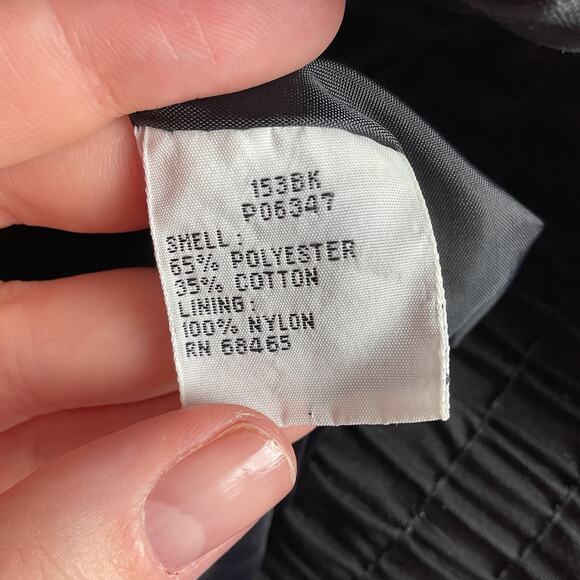 153BK
P06347
SHELL:
65% POLYESTER
35% COTTON
LINING:
100% NYLON
RN 68465